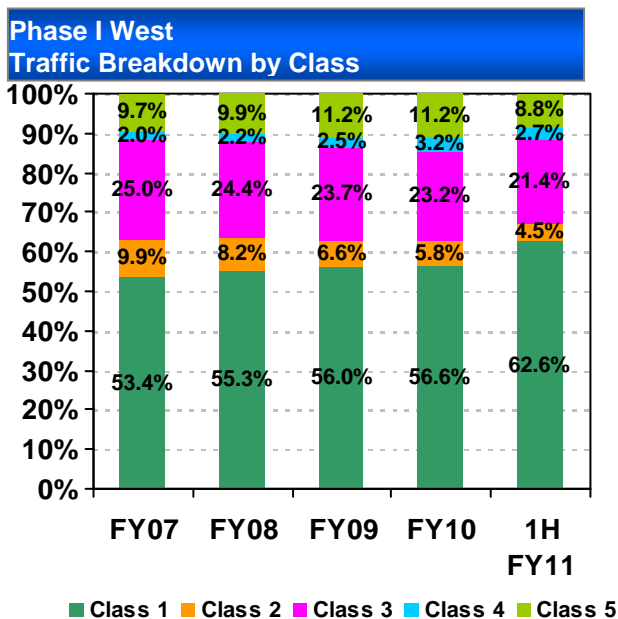 Phase I West
Traffic Breakdown by Class
100%
90%
80%
70%
60%
50%
40%
30%
20%
10%
0%
9.7% 9.9% 11.2% 11.2% 8.8%
2.0% 2.2% 2.5% 3.2% 2.7%
25.0% 24.4% 23.7% 23.2% 21.4%
9.9% 8.2% 6.6% 5.8% 4.5%
53.4% 55.3% 56.0% 56.6% 62.6%
FY07 FY08 FY09 FY10 1H
FY11
Class 1 Class 2 Class 3 Class 4 Class 5